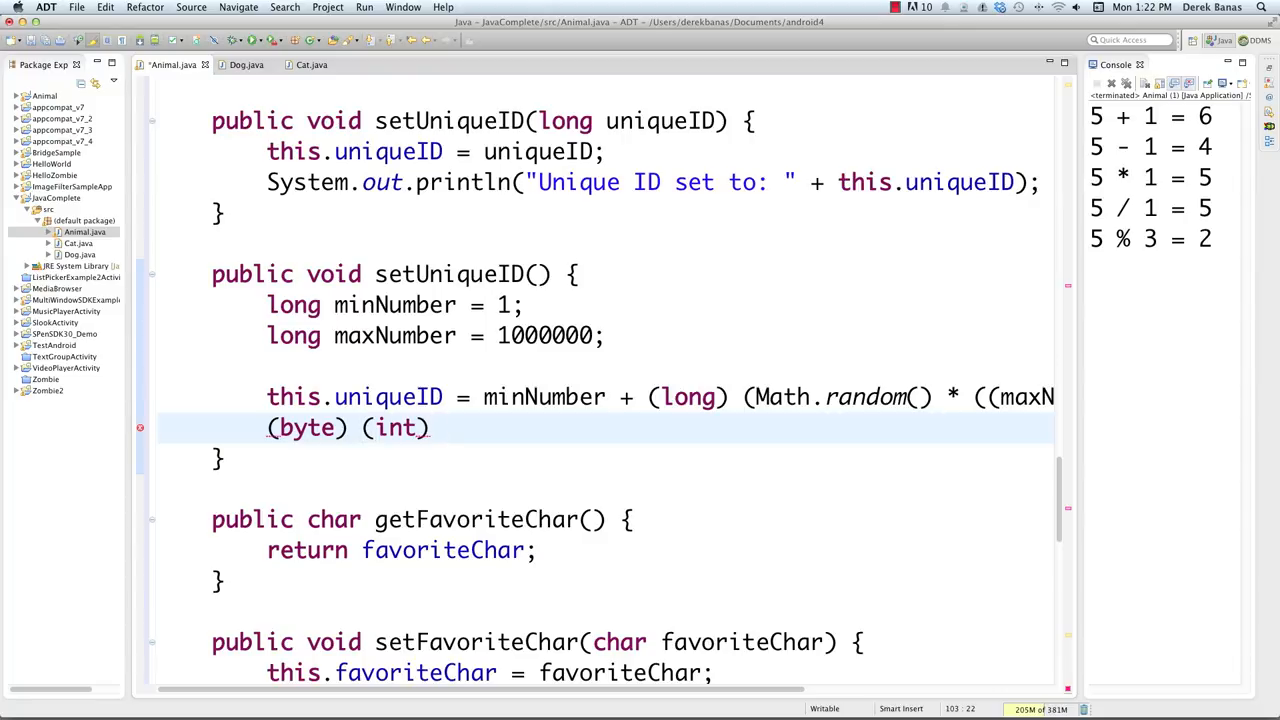 ADT File Edit Refactor Source Navigate Search Project Run Window Help 10 Mon 1:22 PM Derek Banas
Java – JavaComplete/src/Animal.java – ADT – /Users/derekbanas/Documents/android4
Quick Access Java DDMS
Package Exp
*Animal.java Dog.java Cat.java
Console
<terminated> Animal (1) [Java Application] /S
Animal
appcompat_v7
appcompat_v7_2
appcompat_v7_3
appcompat_v7_4
BridgeSample
HelloWorld
HelloZombie
ImageFilterSampleApp
JavaComplete
src
(default package)
Animal.java
Cat.java
Dog.java
JRE System Library [Ja
ListPickerExample2Activi
MediaBrowser
MultiWindowSDKExample
MusicPlayerActivity
SlookActivity
SPenSDK30_Demo
TestAndroid
TextGroupActivity
VideoPlayerActivity
Zombie
Zombie2
public void setUniqueID(long uniqueID) {
this.uniqueID = uniqueID;
System.out.println("Unique ID set to: " + this.uniqueID);
}
public void setUniqueID() {
long minNumber = 1;
long maxNumber = 1000000;
this.uniqueID = minNumber + (long) (Math.random() * ((maxN
(byte) (int)
}
public char getFavoriteChar() {
return favoriteChar;
}
public void setFavoriteChar(char favoriteChar) {
this.favoriteChar = favoriteChar;
5 + 1 = 6
5 - 1 = 4
5 * 1 = 5
5 / 1 = 5
5 % 3 = 2
Writable Smart Insert 103 : 22 205M of 381M